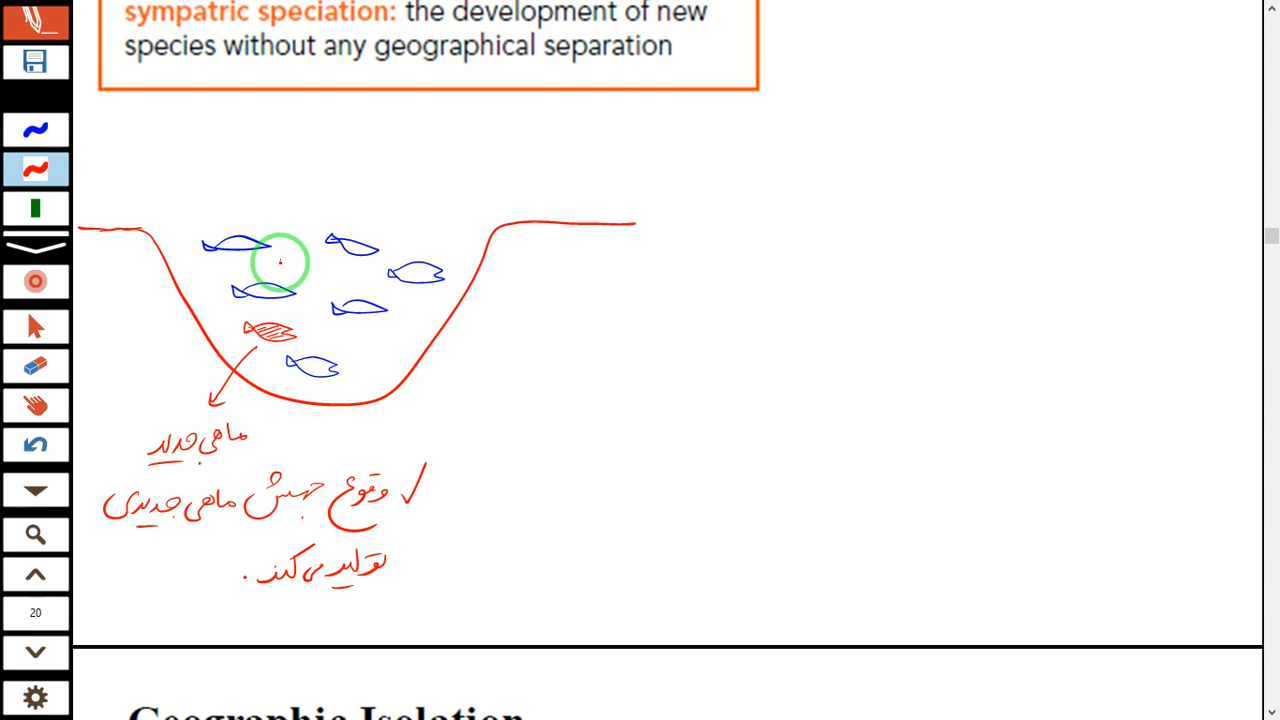 sympatric speciation: the development of new
species without any geographical separation
ماهی جدید
وقوع جهش ماهی جدیدی
تولید می کند .
20
Geographic Isolation